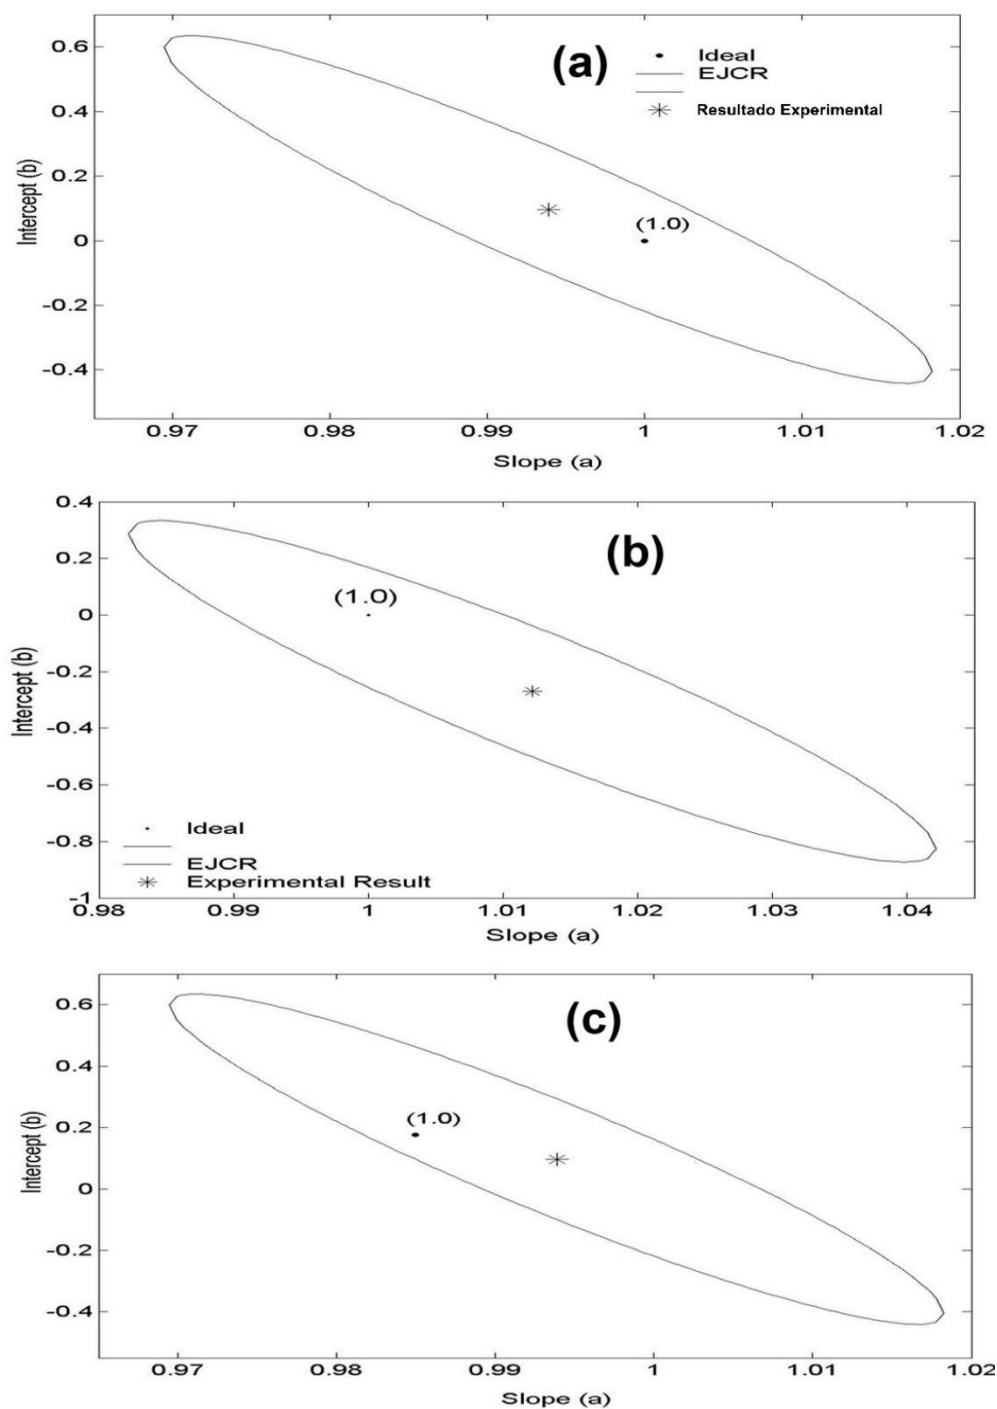 0.6
(a)
Ideal
EJCR
0.4
Resultado Experimental
0.2
(1.0)
0
-0.2
-0.4
Intercept (b)
0.97 0.98 0.99 1 1.01 1.02
Slope (a)
0.4
(b)
0.2
(1.0)
0
-0.2
-0.4
-0.6
-0.8
-1
Intercept (b)
Ideal
EJCR
Experimental Result
0.98 0.99 1 1.01 1.02 1.03 1.04
Slope (a)
(c)
0.6
0.4
0.2
(1.0)
0
-0.2
-0.4
Intercept (b)
0.97 0.98 0.99 1 1.01 1.02
Slope (a)